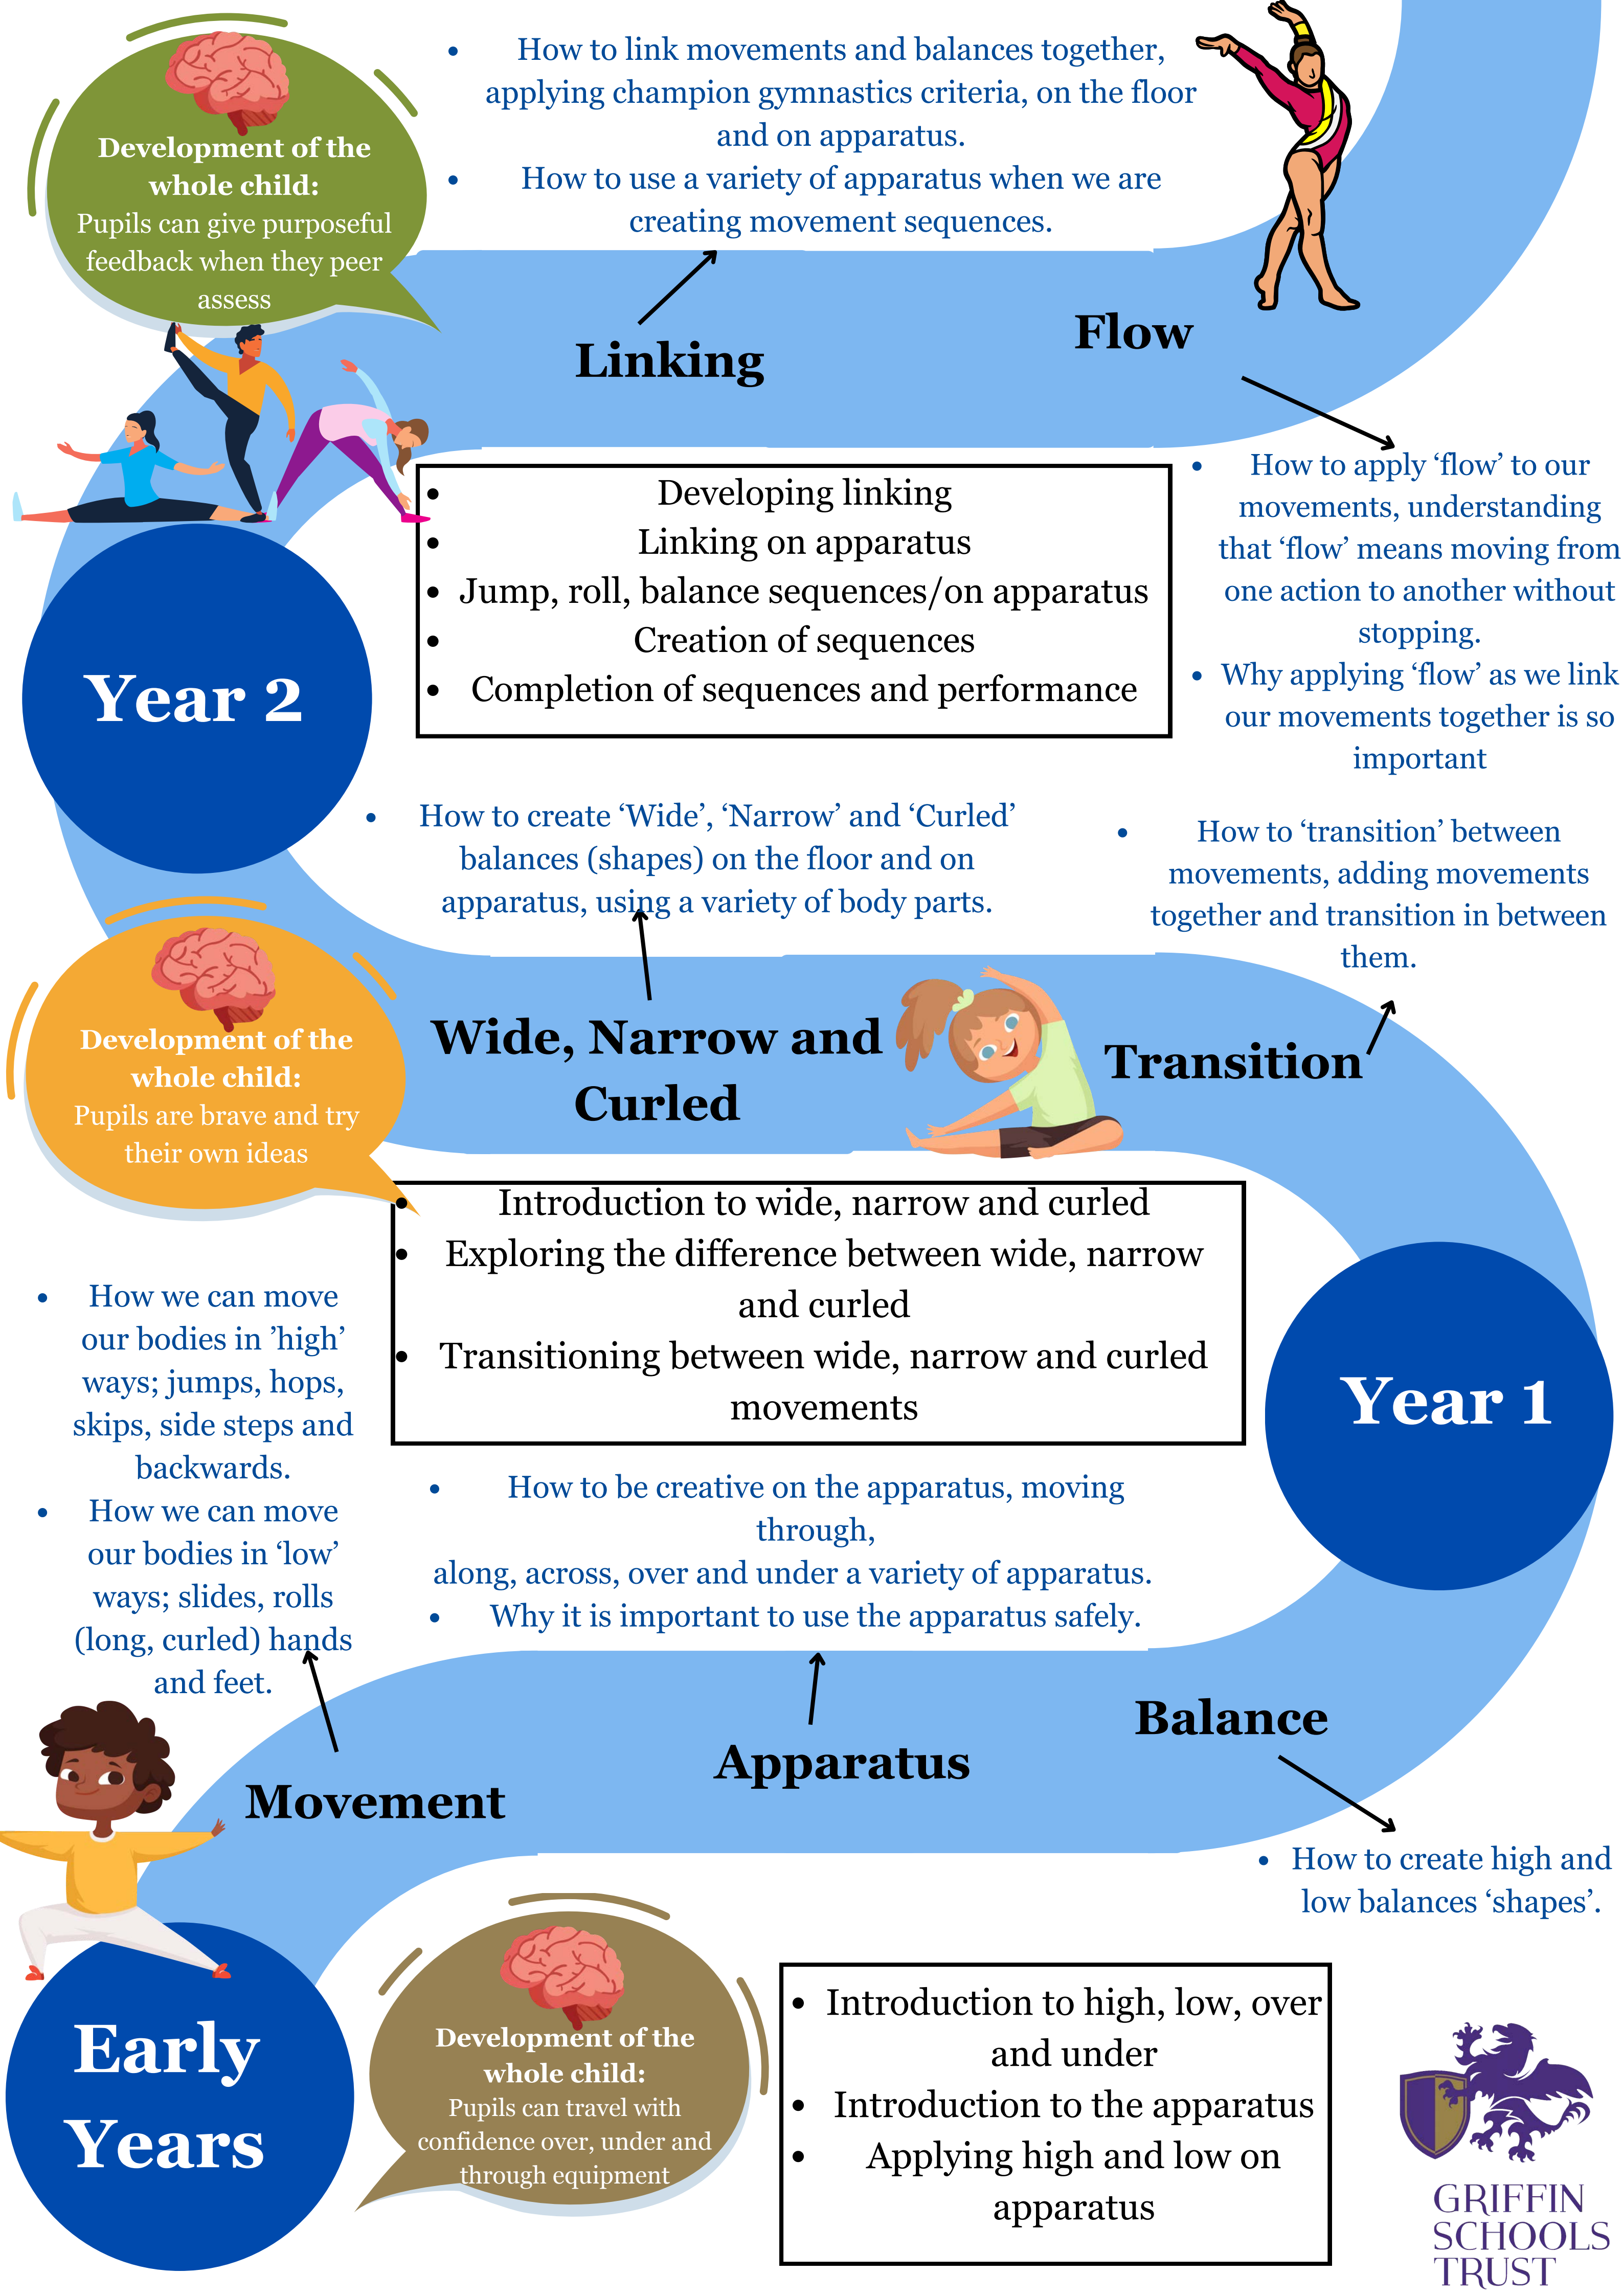 • How to link movements and balances together,
applying champion gymnastics criteria, on the floor
and on apparatus.
• How to use a variety of apparatus when we are
creating movement sequences.
Development of the
whole child:
Pupils can give purposeful
feedback when they peer
assess
Linking
Flow
• How to apply ‘flow’ to our
movements, understanding
that ‘flow’ means moving from
one action to another without
stopping.
• Why applying ‘flow’ as we link
our movements together is so
important
• Developing linking
• Linking on apparatus
• Jump, roll, balance sequences/on apparatus
• Creation of sequences
• Completion of sequences and performance
Year 2
• How to create ‘Wide’, ‘Narrow’ and ‘Curled’
balances (shapes) on the floor and on
apparatus, using a variety of body parts.
• How to ‘transition’ between
movements, adding movements
together and transition in between
them.
Development of the
whole child:
Pupils are brave and try
their own ideas
Wide, Narrow and
Curled
Transition
• Introduction to wide, narrow and curled
• Exploring the difference between wide, narrow
and curled
• Transitioning between wide, narrow and curled
movements
Year 1
• How we can move
our bodies in ’high’
ways; jumps, hops,
skips, side steps and
backwards.
• How we can move
our bodies in ‘low’
ways; slides, rolls
(long, curled) hands
and feet.
• How to be creative on the apparatus, moving
through,
along, across, over and under a variety of apparatus.
• Why it is important to use the apparatus safely.
Movement
Apparatus
Balance
• How to create high and
low balances ‘shapes’.
Early
Years
Development of the
whole child:
Pupils can travel with
confidence over, under and
through equipment
• Introduction to high, low, over
and under
• Introduction to the apparatus
• Applying high and low on
apparatus
GRIFFIN
SCHOOLS
TRUST